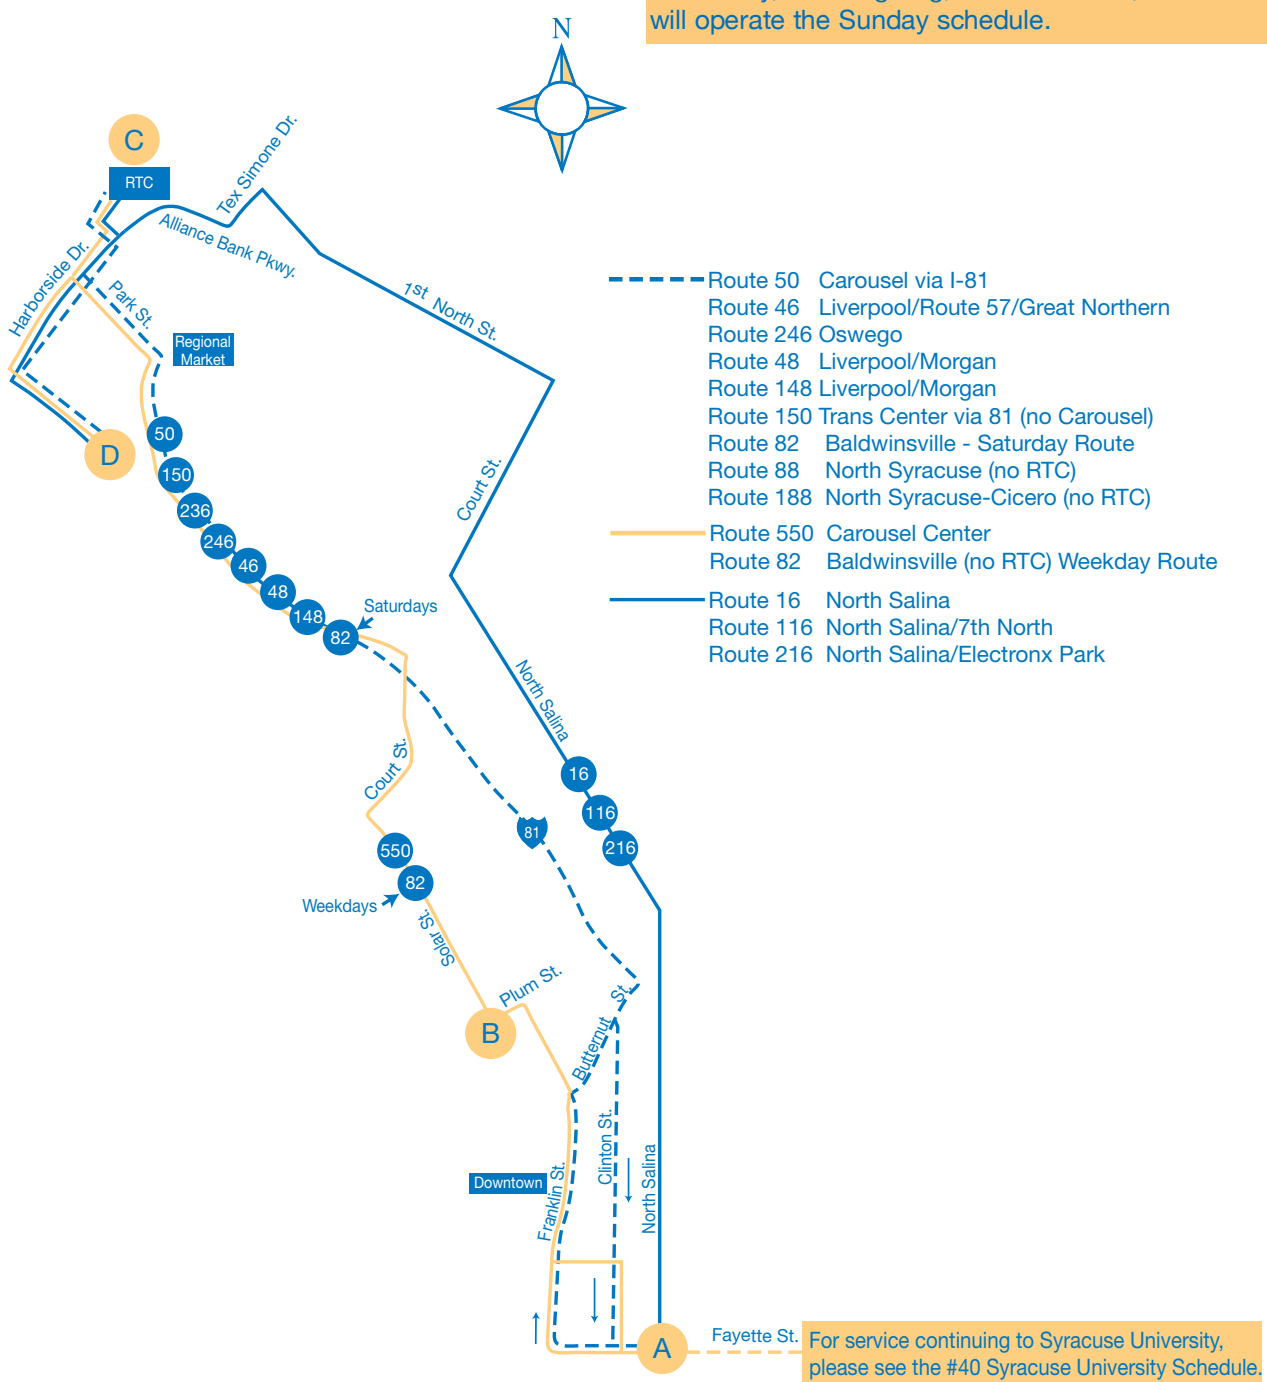 will operate the Sunday schedule.
N
C
RTC
Tex Simone Dr.
Alliance Bank Pkwy.
Harborside Dr.
Park St.
Regional
Market
1st North St.
Route 50 Carousel via I-81
Route 46 Liverpool/Route 57/Great Northern
Route 246 Oswego
Route 48 Liverpool/Morgan
Route 148 Liverpool/Morgan
Route 150 Trans Center via 81 (no Carousel)
Route 82 Baldwinsville - Saturday Route
Route 88 North Syracuse (no RTC)
Route 188 North Syracuse-Cicero (no RTC)
Route 550 Carousel Center
Route 82 Baldwinsville (no RTC) Weekday Route
Route 16 North Salina
Route 116 North Salina/7th North
Route 216 North Salina/Electronx Park
D
50
150
236
246
46
48
148
82
Saturdays
Court St.
North Salina
16
116
216
Court St.
81
550
82
Weekdays
Solar St.
Plum St.
B
Butternut St.
Clinton St.
North Salina
Downtown
Franklin St.
A
Fayette St.
For service continuing to Syracuse University,
please see the #40 Syracuse University Schedule.